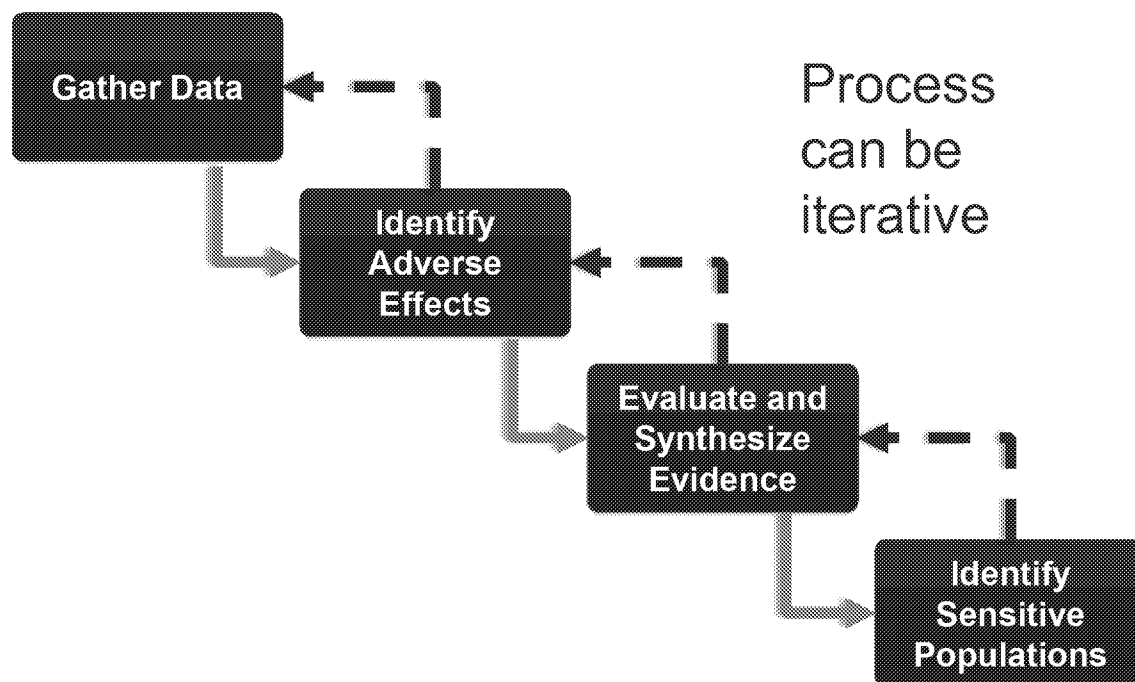 Gather Data
Process
can be
iterative
Identify
Adverse
Effects
Evaluate and
Synthesize
Evidence
Identify
Sensitive
Populations